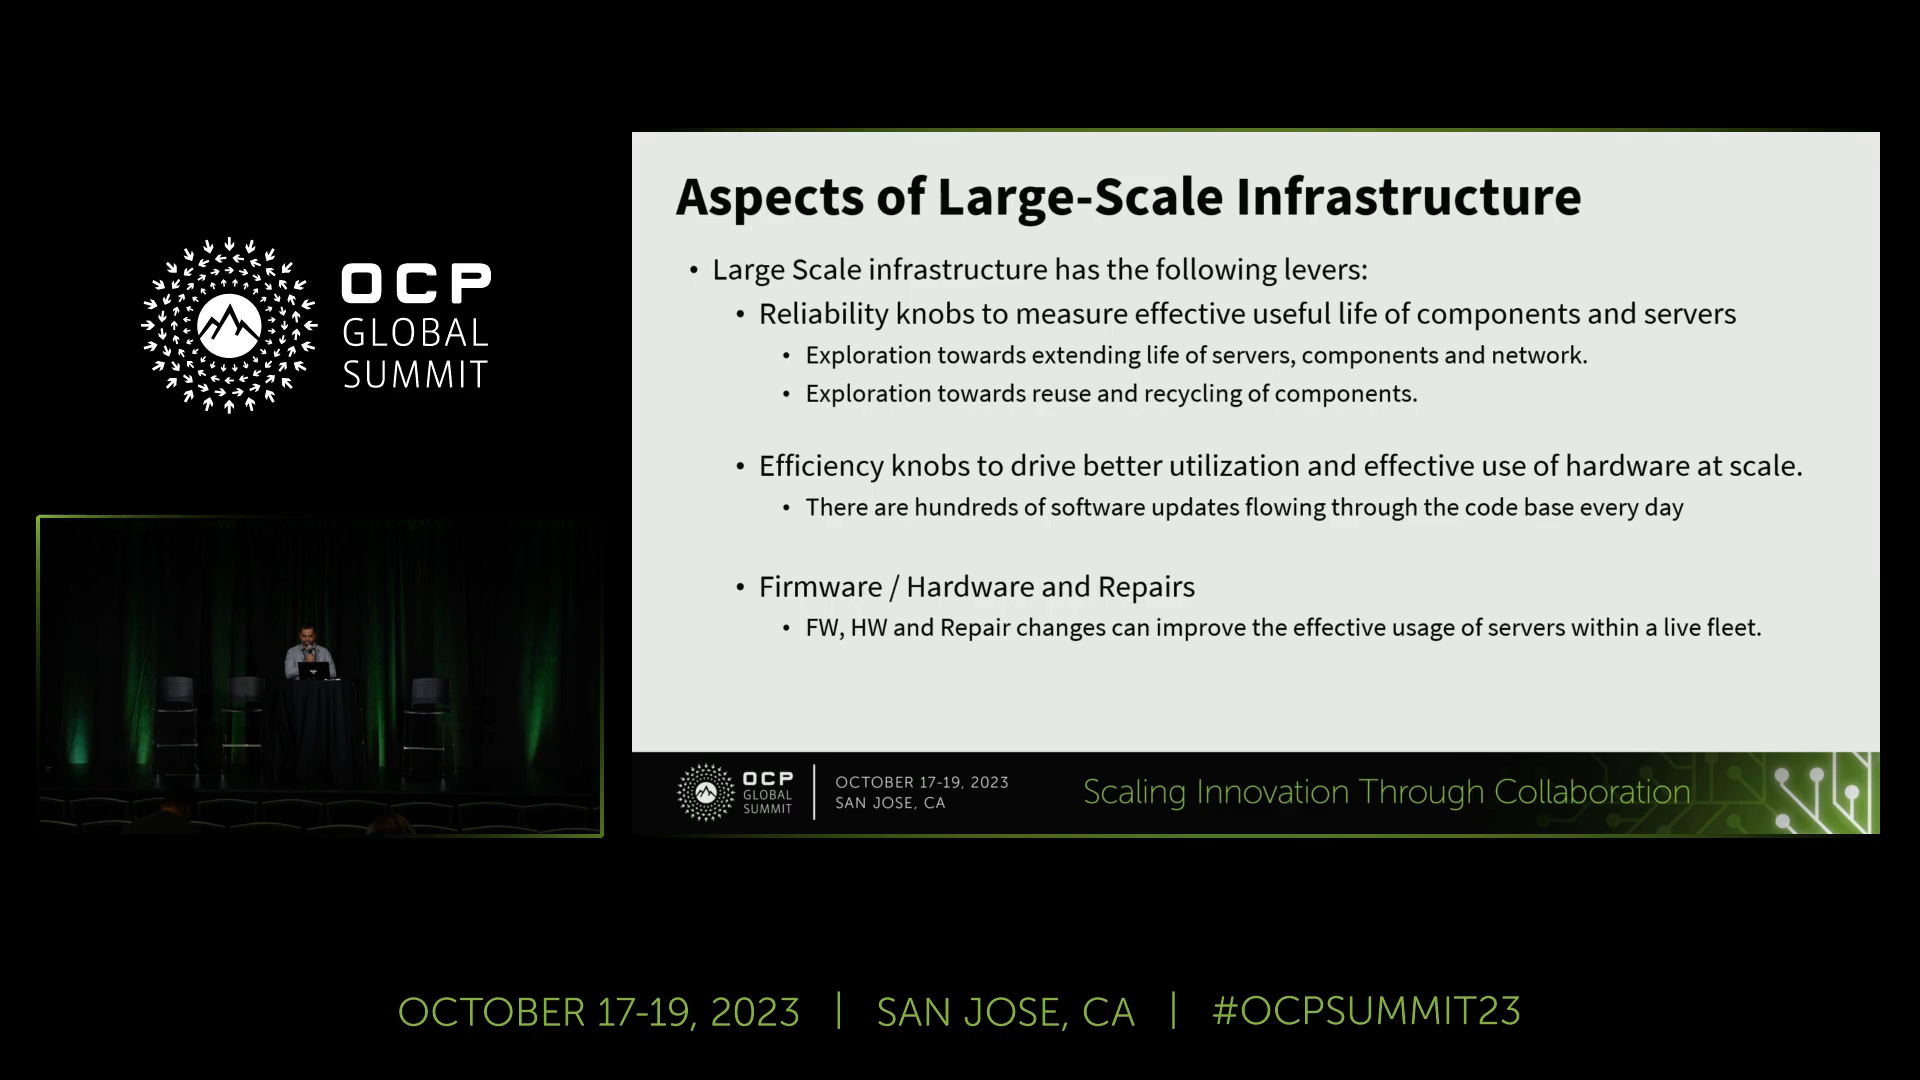 OCP
GLOBAL
SUMMIT
Aspects of Large-Scale Infrastructure
• Large Scale infrastructure has the following levers:
• Reliability knobs to measure effective useful life of components and servers
• Exploration towards extending life of servers, components and network.
• Exploration towards reuse and recycling of components.
• Efficiency knobs to drive better utilization and effective use of hardware at scale.
• There are hundreds of software updates flowing through the code base every day
• Firmware / Hardware and Repairs
• FW, HW and Repair changes can improve the effective usage of servers within a live fleet.
OCP
GLOBAL
SUMMIT
OCTOBER 17-19, 2023
SAN JOSE, CA
Scaling Innovation Through Collaboration
OCTOBER 17-19, 2023 | SAN JOSE, CA | #OCPSUMMIT23